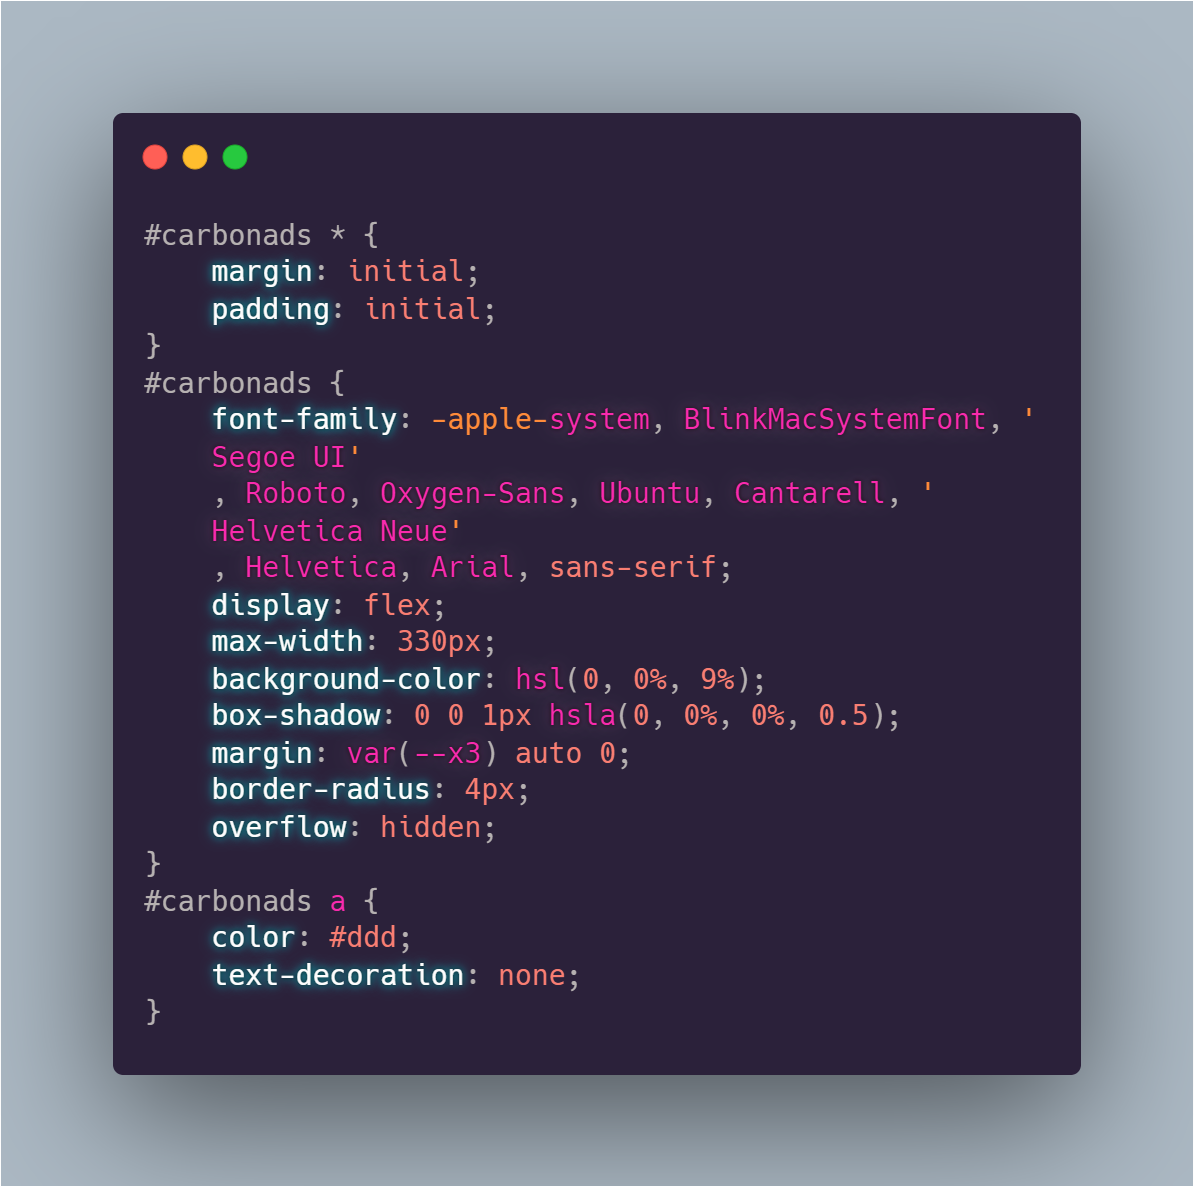 #carbonads * {
    margin: initial;
    padding: initial;
}
#carbonads {
    font-family: -apple-system, BlinkMacSystemFont, '
    Segoe UI'
    , Roboto, Oxygen-Sans, Ubuntu, Cantarell, '
    Helvetica Neue'
    , Helvetica, Arial, sans-serif;
    display: flex;
    max-width: 330px;
    background-color: hsl(0, 0%, 9%);
    box-shadow: 0 0 1px hsla(0, 0%, 0%, 0.5);
    margin: var(--x3) auto 0;
    border-radius: 4px;
    overflow: hidden;
}
#carbonads a {
    color: #ddd;
    text-decoration: none;
}